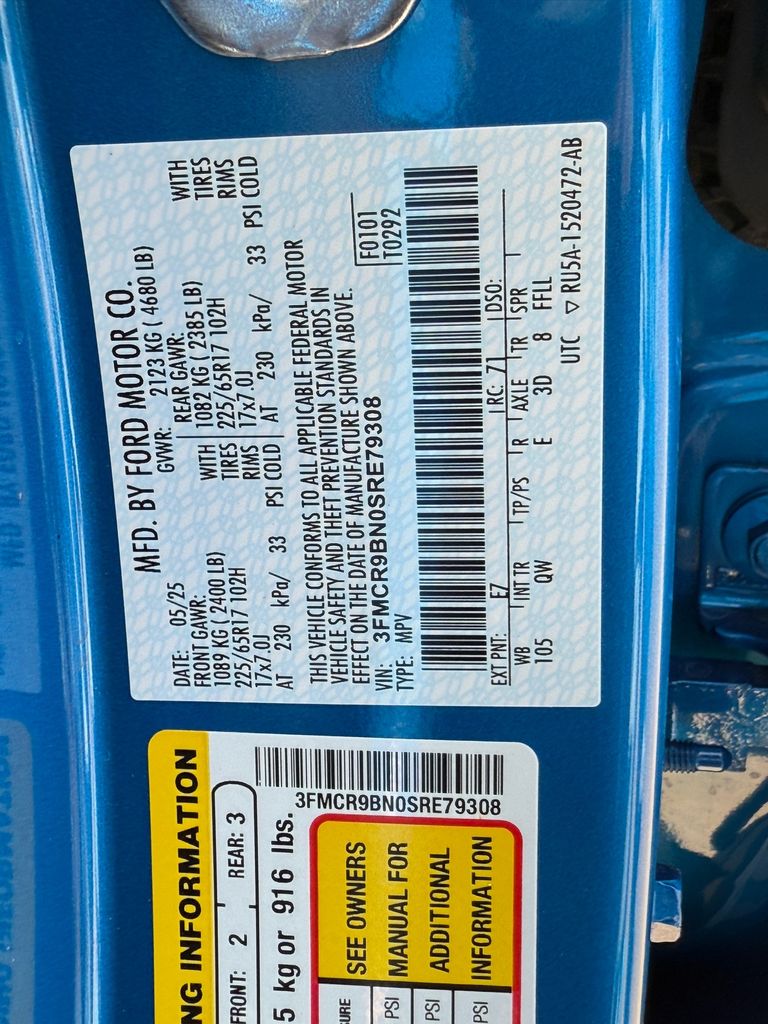 MFD. BY FORD MOTOR CO.
DATE: 05/25 GVWR: 2123 KG ( 4680 LB)
FRONT GAWR: REAR GAWR:
1089 KG ( 2400 LB) WITH 1082 KG ( 2385 LB) WITH
225/65R17 102H TIRES 225/65R17 102H TIRES
17x7.0J RIMS 17x7.0J RIMS
AT 230 kPa/ 33 PSI COLD AT 230 kPa/ 33 PSI COLD
THIS VEHICLE CONFORMS TO ALL APPLICABLE FEDERAL MOTOR
VEHICLE SAFETY AND THEFT PREVENTION STANDARDS IN
EFFECT ON THE DATE OF MANUFACTURE SHOWN ABOVE.
F0101
VIN: 3FMCR9BN0SRE79308 T0292
TYPE: MPV
EXT PNT: E7 RC: 71 DSO:
WB INT TR TP/PS R AXLE TR SPR
105 QW E 3D 8 FFLL
UTC ▽ RU5A-1520472-AB
NG INFORMATION
FRONT: 2 REAR: 3
5 kg or 916 lbs.
3FMCR9BN0SRE79308
SEE OWNERS
MANUAL FOR
ADDITIONAL
INFORMATION
URE
PSI
PSI
PSI